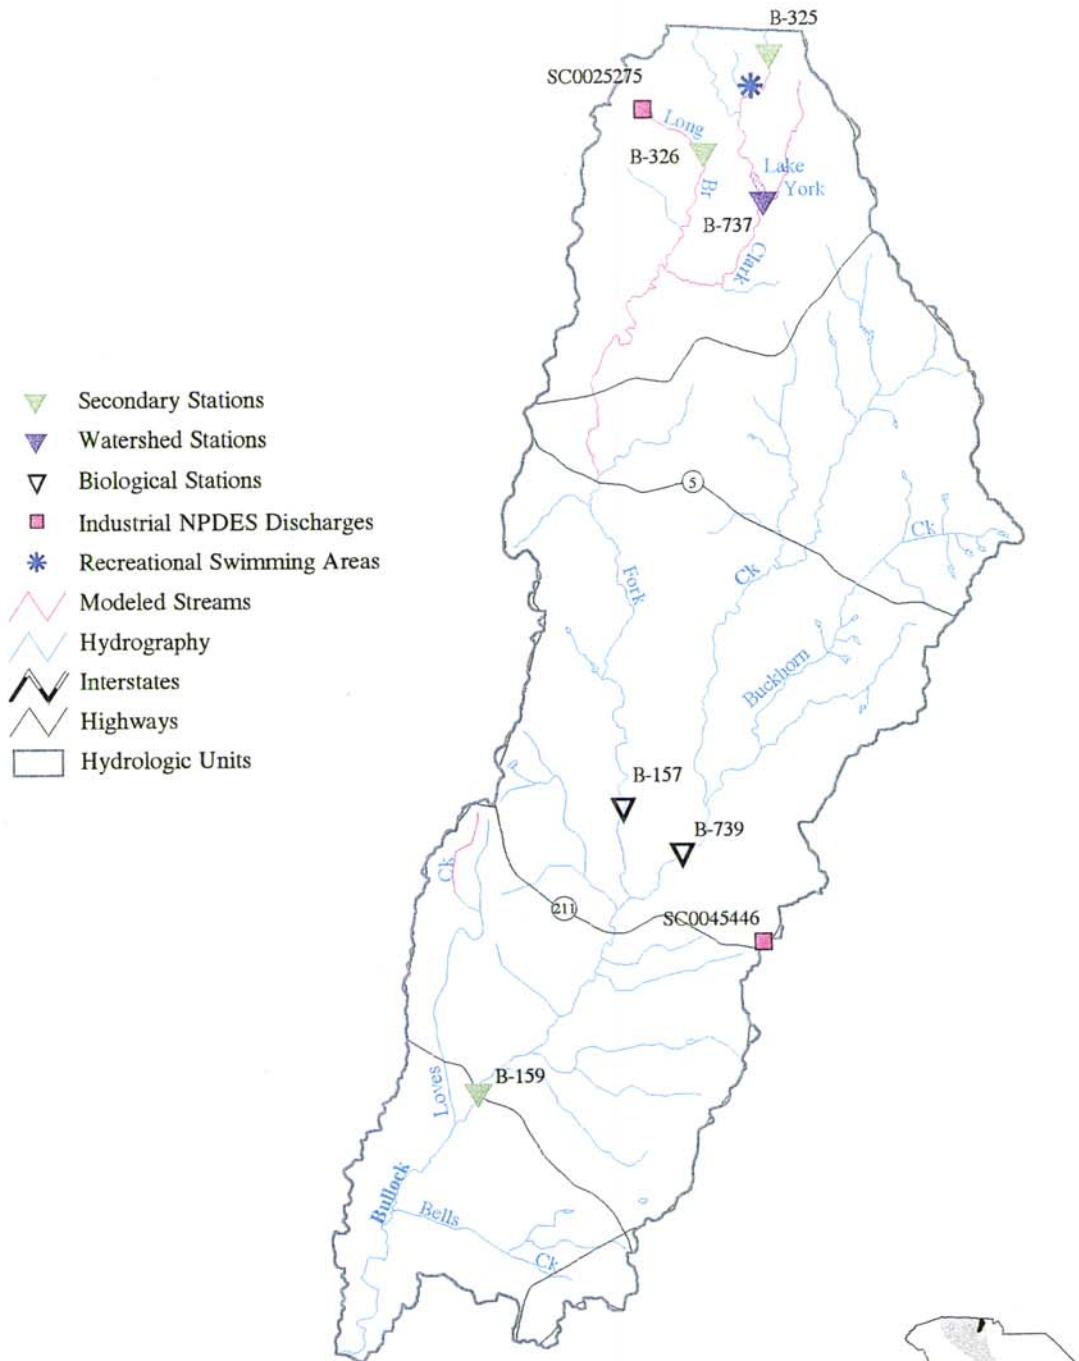 B-325
SC0025275
Long
B-326
Br
Lake
York
B-737
Clark
Secondary Stations
Watershed Stations
Biological Stations
Industrial NPDES Discharges
Recreational Swimming Areas
Modeled Streams
Hydrography
Interstates
Highways
Hydrologic Units
5
Ck
Ck
Fork
Buckhorn
B-157
B-739
Ck
211
SC0045446
B-159
Loves
Bullock
Bells
Ck